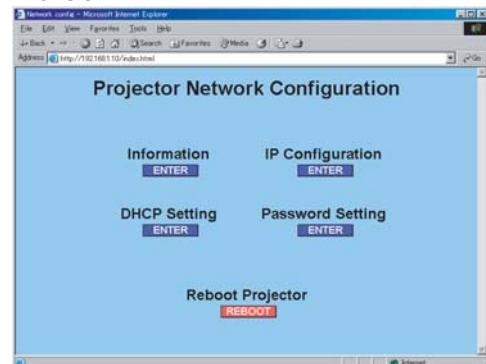 Network config - Microsoft Internet Explorer
File Edit View Favorites Tools Help
Back Search Favorites Media
Address http://192.168.1.10/index.html Go
Projector Network Configuration
Information IP Configuration
ENTER ENTER
DHCP Setting Password Setting
ENTER ENTER
Reboot Projector
REBOOT
Internet